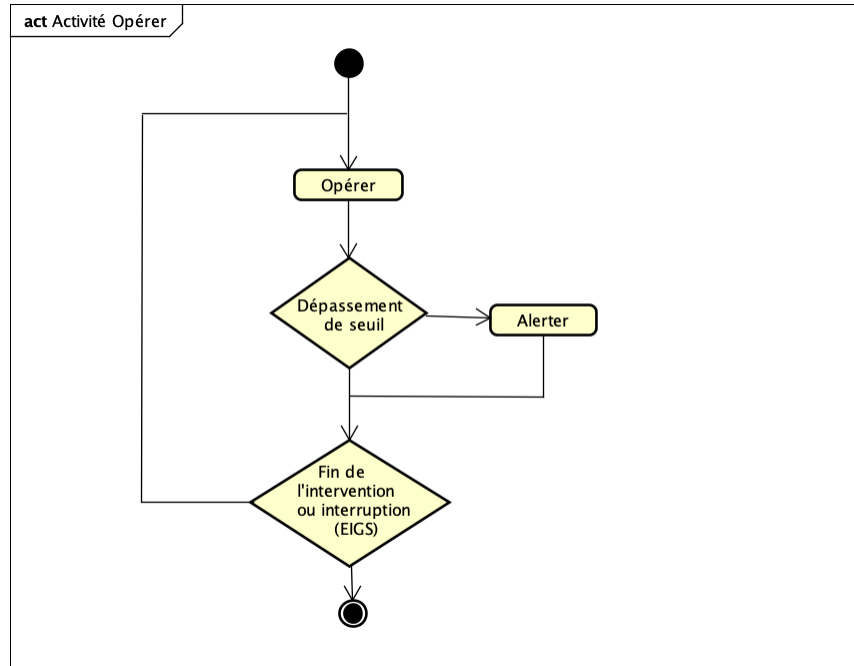 act Activité Opérer
Opérer
Dépassement
de seuil
Alerter
Fin de
l'intervention
ou interruption
(EIGS)